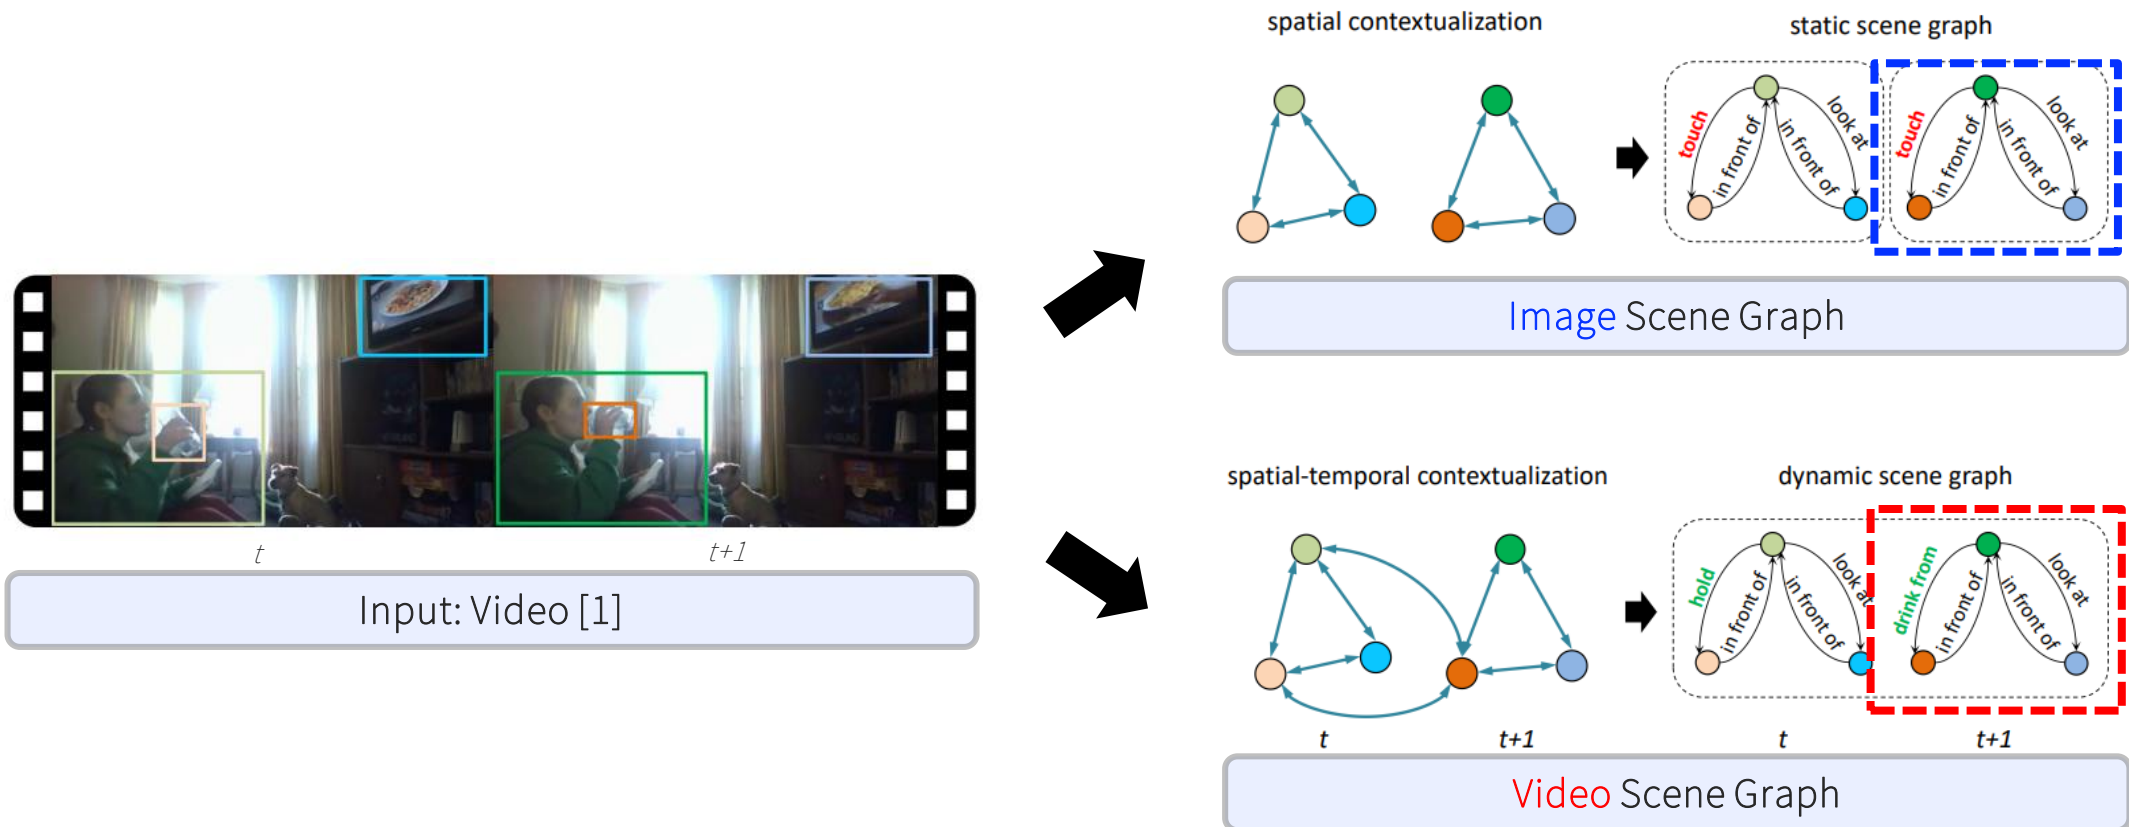 spatial contextualization
static scene graph
touch
in front of
in front of
look at
touch
in front of
in front of
look at
Image Scene Graph
t
t+1
Input: Video [1]
spatial-temporal contextualization
dynamic scene graph
hold
in front of
in front of
look at
drink from
in front of
in front of
look at
t
t+1
t
t+1
Video Scene Graph